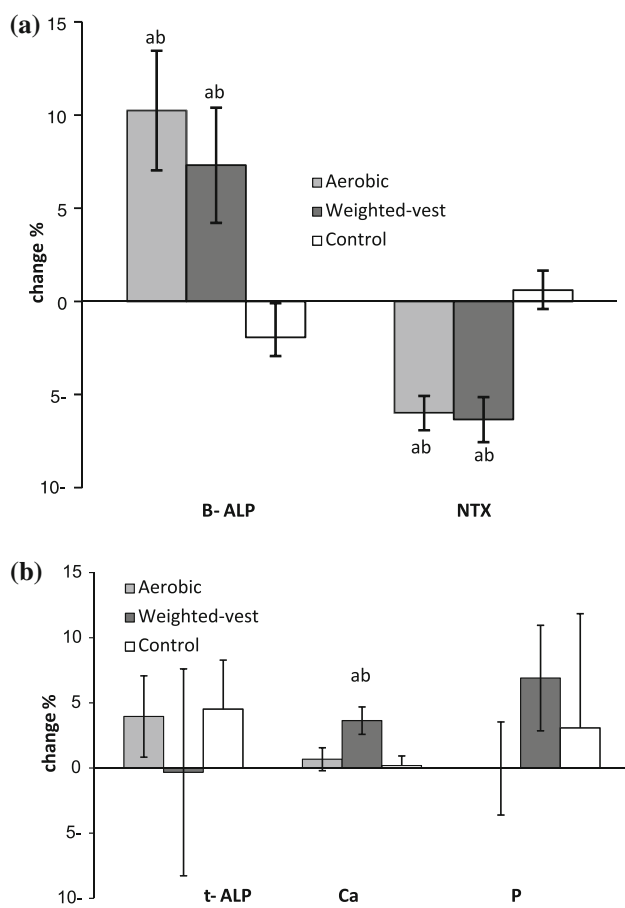 (a)
15
ab
ab
10
Aerobic
Weighted-vest
Control
5
change %
0
5-
ab
ab
10-
B- ALP
NTX
(b)
15
Aerobic
Weighted-vest
Control
10
ab
5
change %
0
5-
10-
t- ALP
Ca
P